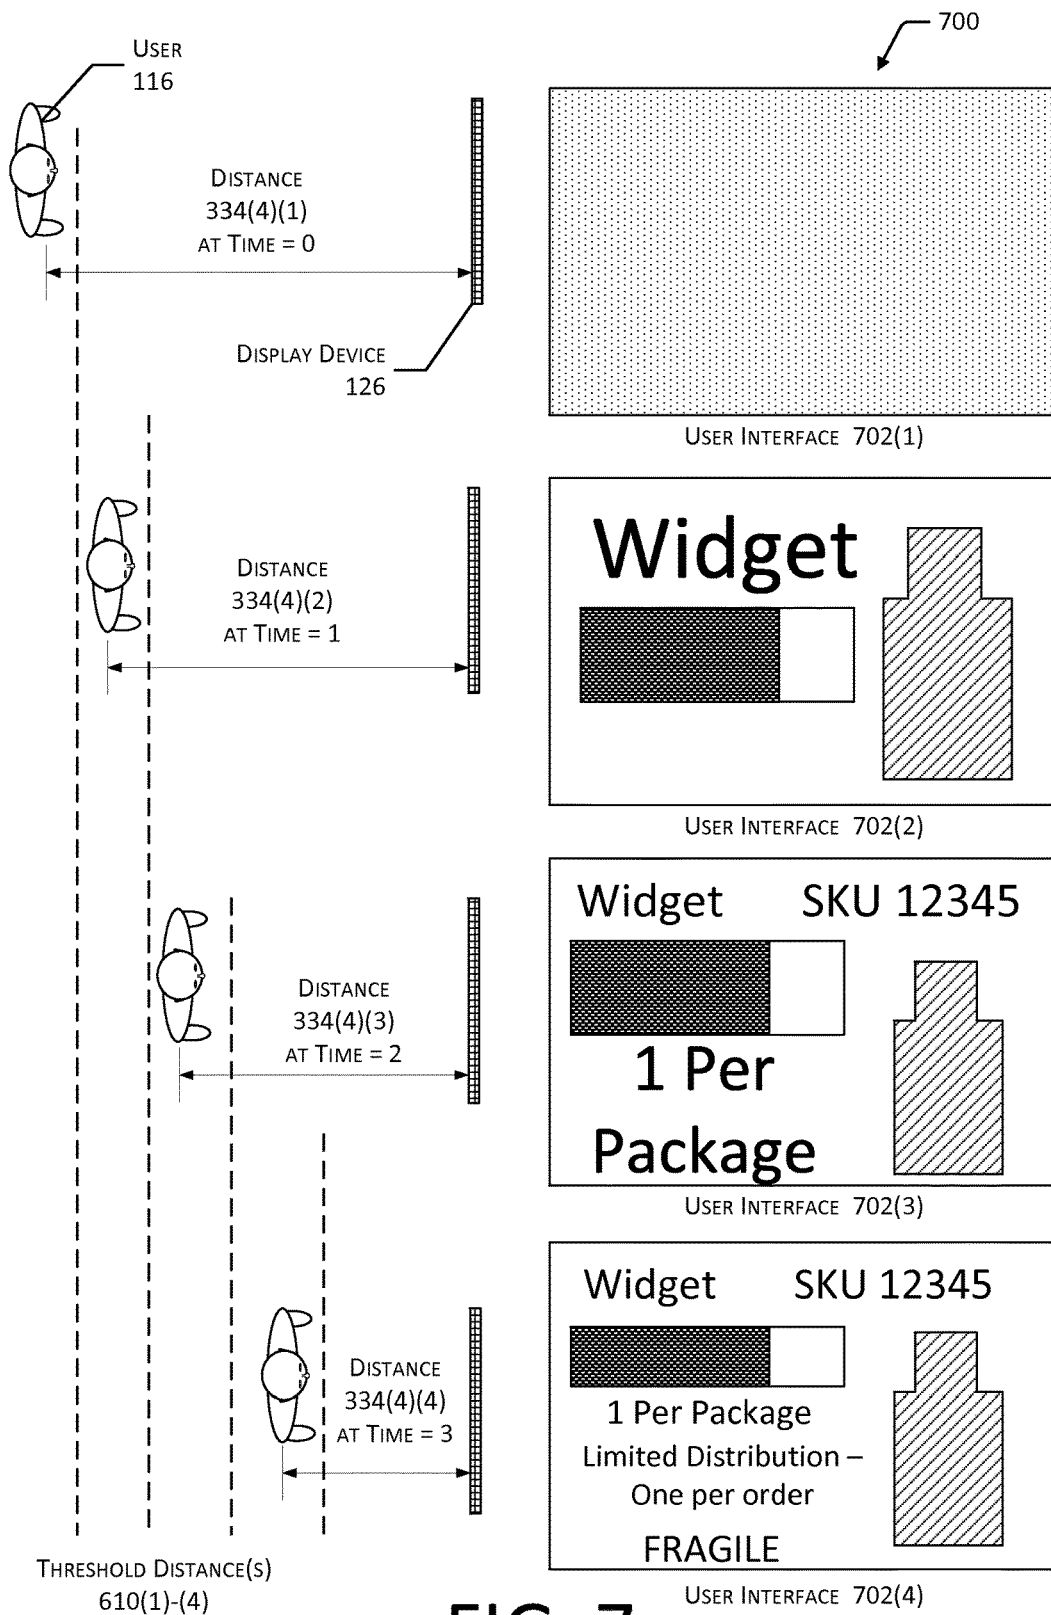 700
USER
116
DISTANCE
334(4)(1)
AT TIME = 0
DISPLAY DEVICE
126
USER INTERFACE 702(1)
DISTANCE
334(4)(2)
AT TIME = 1
Widget
USER INTERFACE 702(2)
DISTANCE
334(4)(3)
AT TIME = 2
Widget SKU 12345
1 Per
Package
USER INTERFACE 702(3)
DISTANCE
334(4)(4)
AT TIME = 3
Widget SKU 12345
1 Per Package
Limited Distribution –
One per order
FRAGILE
USER INTERFACE 702(4)
THRESHOLD DISTANCE(S)
610(1)-(4)
FIG. 7